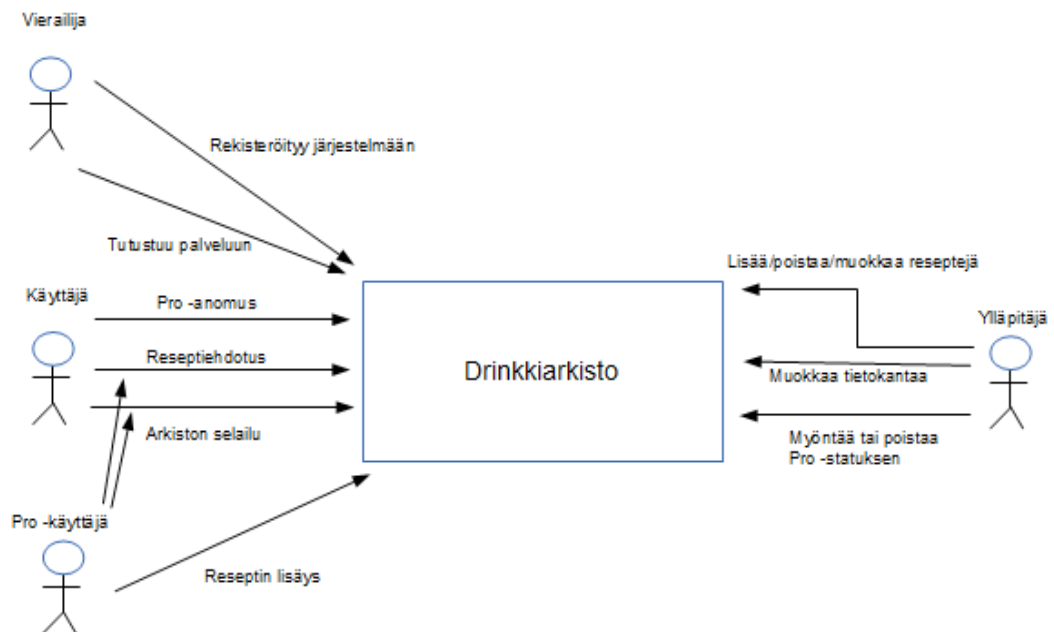 Vierailija
Rekisteröityy järjestelmään
Tutustuu palveluun
Käyttäjä
Pro -anomus
Reseptiehdotus
Arkiston selailu
Pro -käyttäjä
Reseptin lisäys
Drinkkiarkisto
Lisää/poistaa/muokkaa reseptejä
Ylläpitäjä
Muokkaa tietokantaa
Myöntää tai poistaa
Pro -statuksen